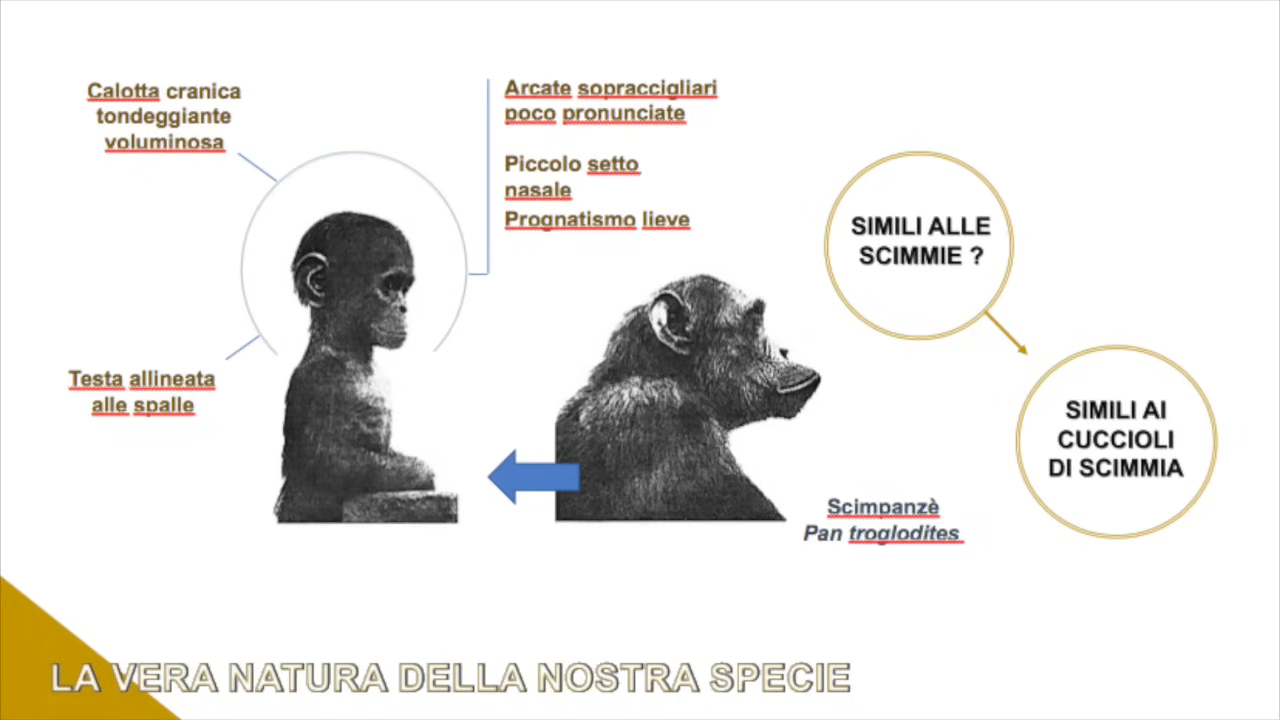 Calotta cranica
tondeggiante
voluminosa
Arcate sopraccigliari
poco pronunciate
Piccolo setto
nasale
Prognatismo lieve
Testa allineata
alle spalle
SIMILI ALLE
SCIMMIE ?
SIMILI AI
CUCCIOLI
DI SCIMMIA
Scimpanzè
Pan troglodites
LA VERA NATURA DELLA NOSTRA SPECIE